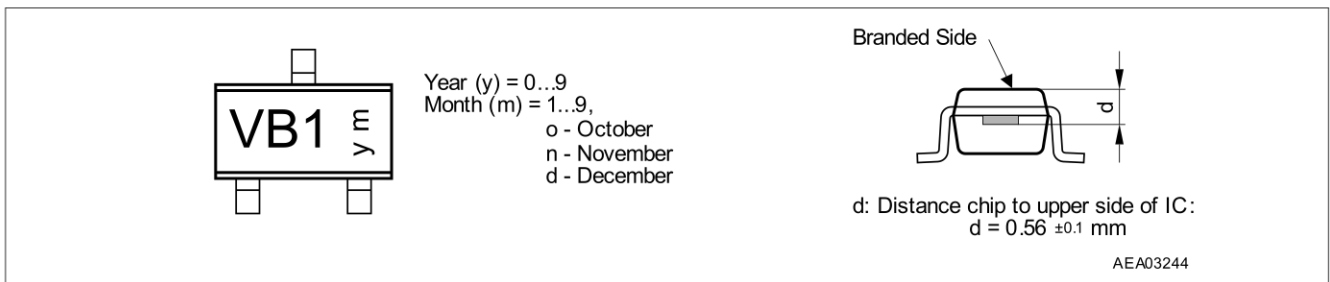 VB1
y m
Year (y) = 0...9
Month (m) = 1...9,
o - October
n - November
d - December
Branded Side
d
d: Distance chip to upper side of IC:
d = 0.56 ±0.1 mm
AEA03244